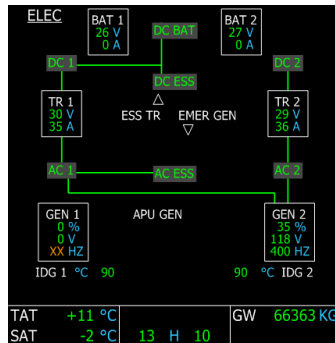 ELEC
BAT 1
26 V
0 A
DC BAT
BAT 2
27 V
0 A
DC 1
DC ESS
DC 2
TR 1
30 V
35 A
ESS TR
EMER GEN
TR 2
29 V
36 A
AC 1
AC ESS
AC 2
GEN 1
0 %
0 V
XX HZ
APU GEN
GEN 2
35 %
118 V
400 HZ
IDG 1 °C 90
90 °C IDG 2
TAT +11 °C
GW 66363 KG
SAT -2 °C
13 H 10